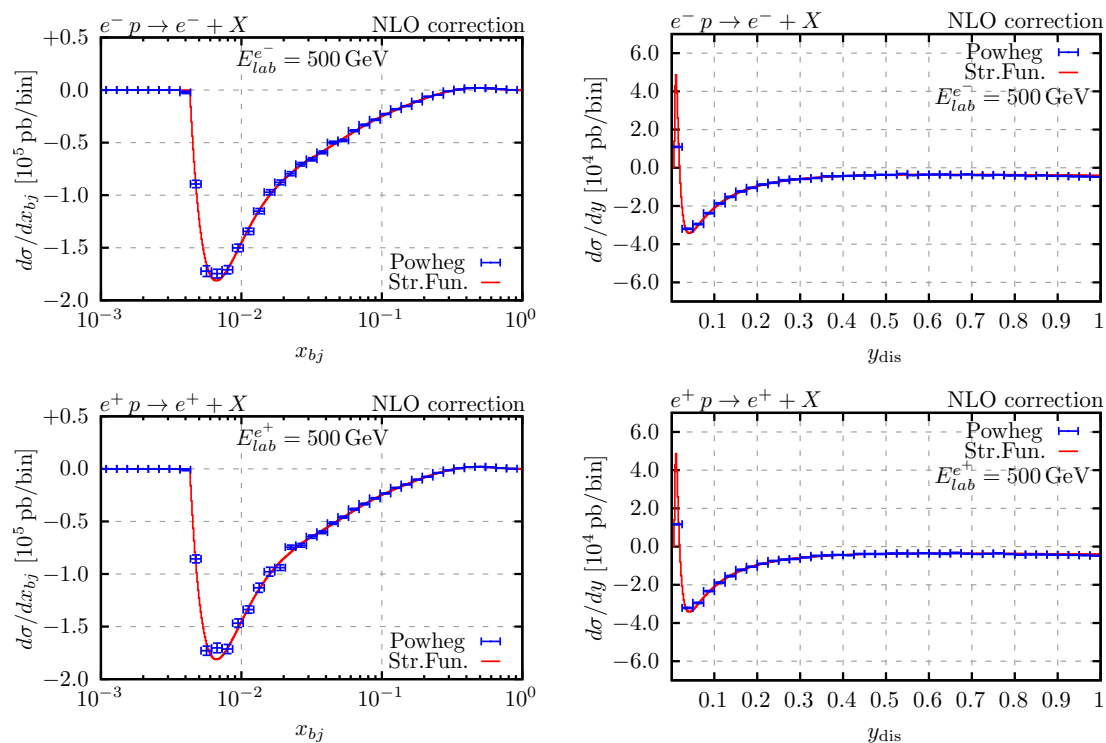 e⁻ p → e⁻ + X NLO correction
+0.5
0.0
−0.5
−1.0
−1.5
−2.0
dσ/dx_bj [10⁵ pb/bin]
E_lab^{e⁻} = 500 GeV
Powheg
Str.Fun.
10⁻³ 10⁻² 10⁻¹ 10⁰
x_bj
e⁻ p → e⁻ + X NLO correction
6.0
4.0
2.0
0.0
−2.0
−4.0
−6.0
dσ/dy [10⁴ pb/bin]
Powheg
Str.Fun.
E_lab^{e⁻} = 500 GeV
0.1 0.2 0.3 0.4 0.5 0.6 0.7 0.8 0.9 1
y_dis
e⁺ p → e⁺ + X NLO correction
+0.5
0.0
−0.5
−1.0
−1.5
−2.0
dσ/dx_bj [10⁵ pb/bin]
E_lab^{e⁺} = 500 GeV
Powheg
Str.Fun.
10⁻³ 10⁻² 10⁻¹ 10⁰
x_bj
e⁺ p → e⁺ + X NLO correction
6.0
4.0
2.0
0.0
−2.0
−4.0
−6.0
dσ/dy [10⁴ pb/bin]
Powheg
Str.Fun.
E_lab^{e⁺} = 500 GeV
0.1 0.2 0.3 0.4 0.5 0.6 0.7 0.8 0.9 1
y_dis